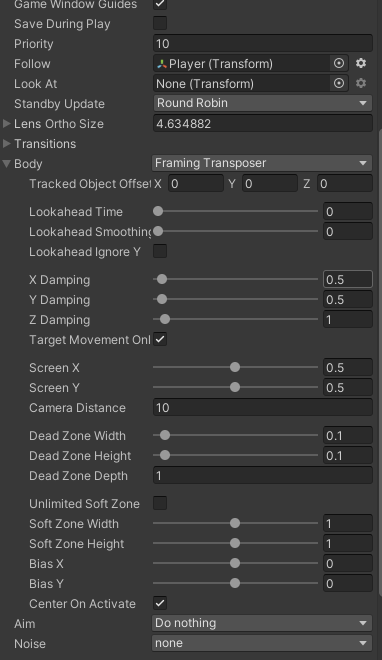 Game Window Guides
Save During Play
Priority 10
Follow Player (Transform)
Look At None (Transform)
Standby Update Round Robin
Lens Ortho Size 4.634882
Transitions
Body Framing Transposer
Tracked Object Offset X 0 Y 0 Z 0
Lookahead Time 0
Lookahead Smoothing 0
Lookahead Ignore Y
X Damping 0.5
Y Damping 0.5
Z Damping 1
Target Movement Onl
Screen X 0.5
Screen Y 0.5
Camera Distance 10
Dead Zone Width 0.1
Dead Zone Height 0.1
Dead Zone Depth 1
Unlimited Soft Zone
Soft Zone Width 1
Soft Zone Height 1
Bias X 0
Bias Y 0
Center On Activate
Aim Do nothing
Noise none